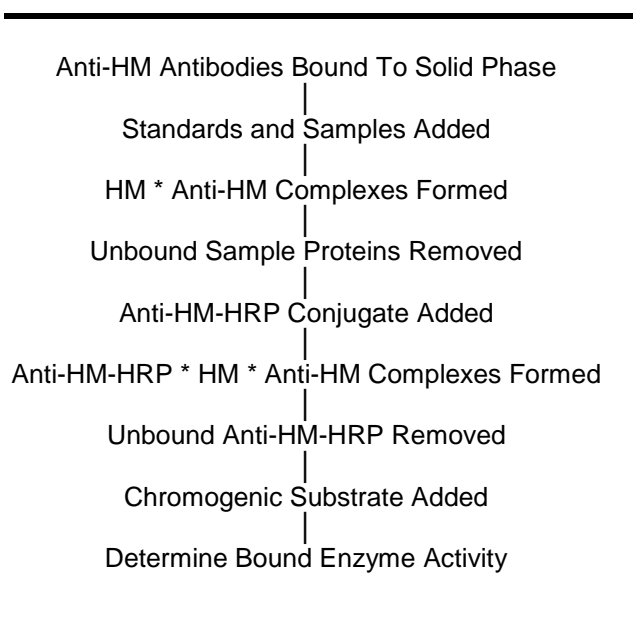 Anti-HM Antibodies Bound To Solid Phase
Standards and Samples Added
HM * Anti-HM Complexes Formed
Unbound Sample Proteins Removed
Anti-HM-HRP Conjugate Added
Anti-HM-HRP * HM * Anti-HM Complexes Formed
Unbound Anti-HM-HRP Removed
Chromogenic Substrate Added
Determine Bound Enzyme Activity